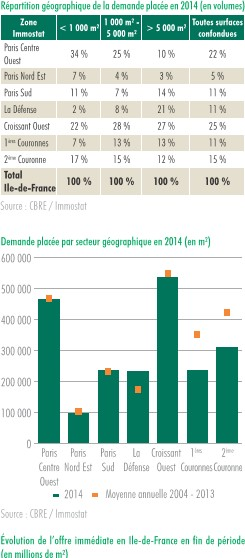 Répartition géographique de la demande placée en 2014 (en volumes)
Zone Immostat < 1 000 m² 1 000 m² - 5 000 m² > 5 000 m² Toutes surfaces confondues
Paris Centre Ouest 34 % 25 % 10 % 22 %
Paris Nord Est 7 % 4 % 3 % 5 %
Paris Sud 11 % 7 % 14 % 11 %
La Défense 2 % 8 % 21 % 11 %
Croissant Ouest 22 % 28 % 27 % 25 %
1ères Couronnes 7 % 13 % 13 % 11 %
2ème Couronne 17 % 15 % 12 % 15 %
Total Ile-de-France 100 % 100 % 100 % 100 %
Source : CBRE / Immostat
Demande placée par secteur géographique en 2014 (en m²)
600 000
500 000
400 000
300 000
200 000
100 000
0
Paris Centre Ouest
Paris Nord Est
Paris Sud
La Défense
Croissant Ouest
1ères Couronnes
2ème Couronne
2014 Moyenne annuelle 2004 - 2013
Source : CBRE / Immostat
Évolution de l'offre immédiate en Ile-de-France en fin de période
(en millions de m²)